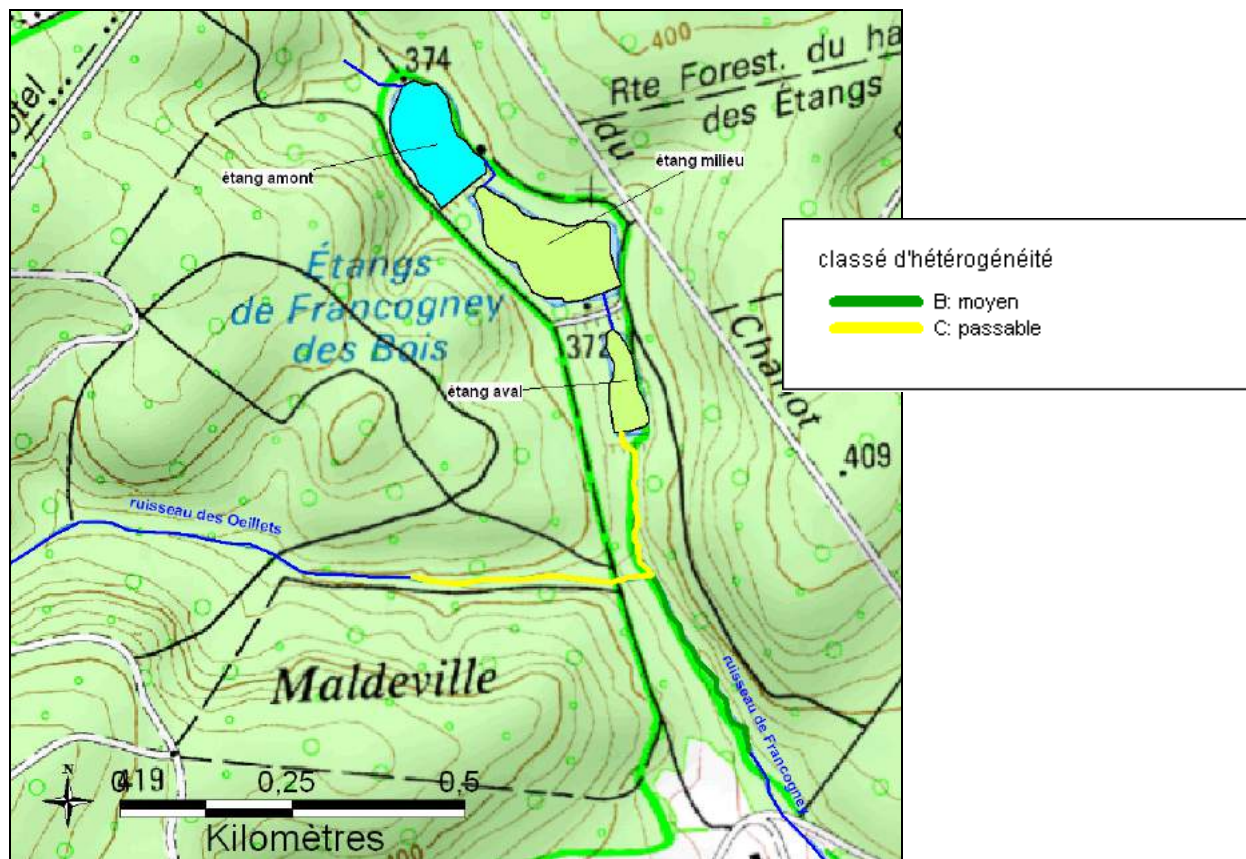 400
374
Rte Forest. du ha
des Étangs
du
étang milieu
étang amont
classé d'hétérogénéité
B: moyen
C: passable
Étangs
de Francogney
des Bois
372
étang aval
409
ruisseau des Oeillets
Maldeville
ruisseau de Francogney
N
0,25
0,5
Kilomètres
400